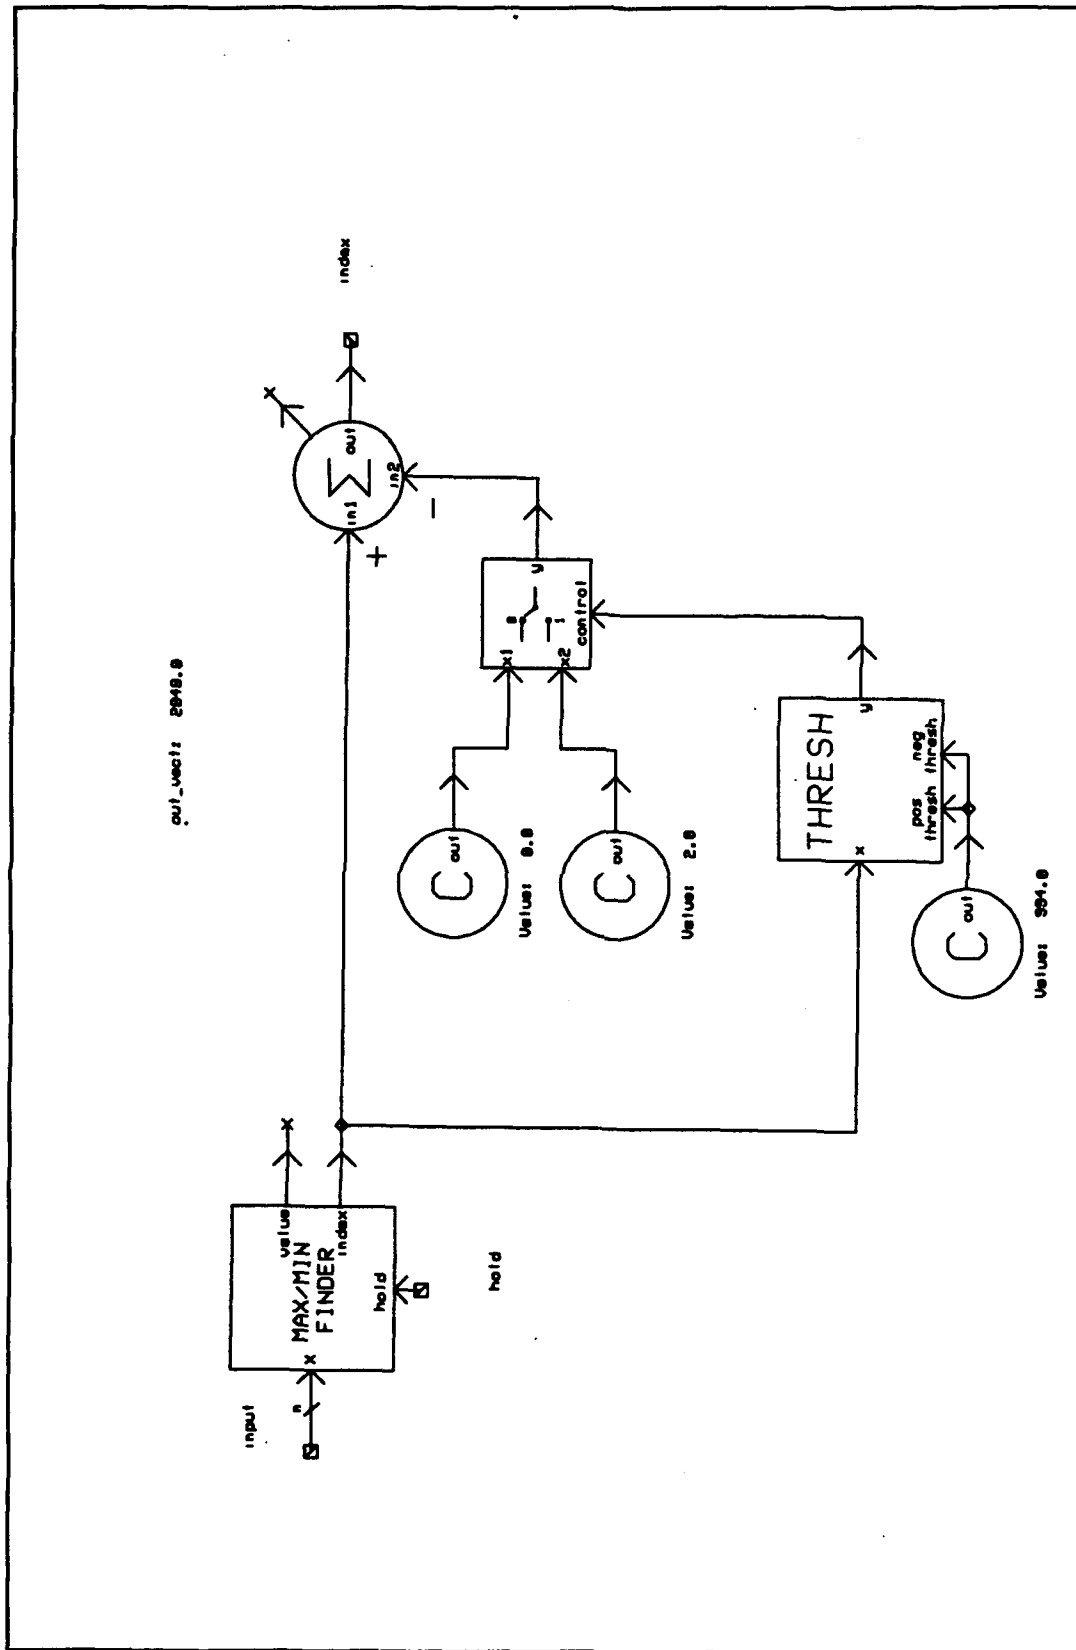 out_vect: 2048.0
input
n
x
MAX/MIN
FINDER
value
index
hold
hold
x
in1
Σ
out
in2
+
−
x
index
C
out
Value: 0.0
C
out
Value: 2.0
x1
x2
0
1
y
control
THRESH
x
y
pos
thresh
neg
thresh
C
out
Value: